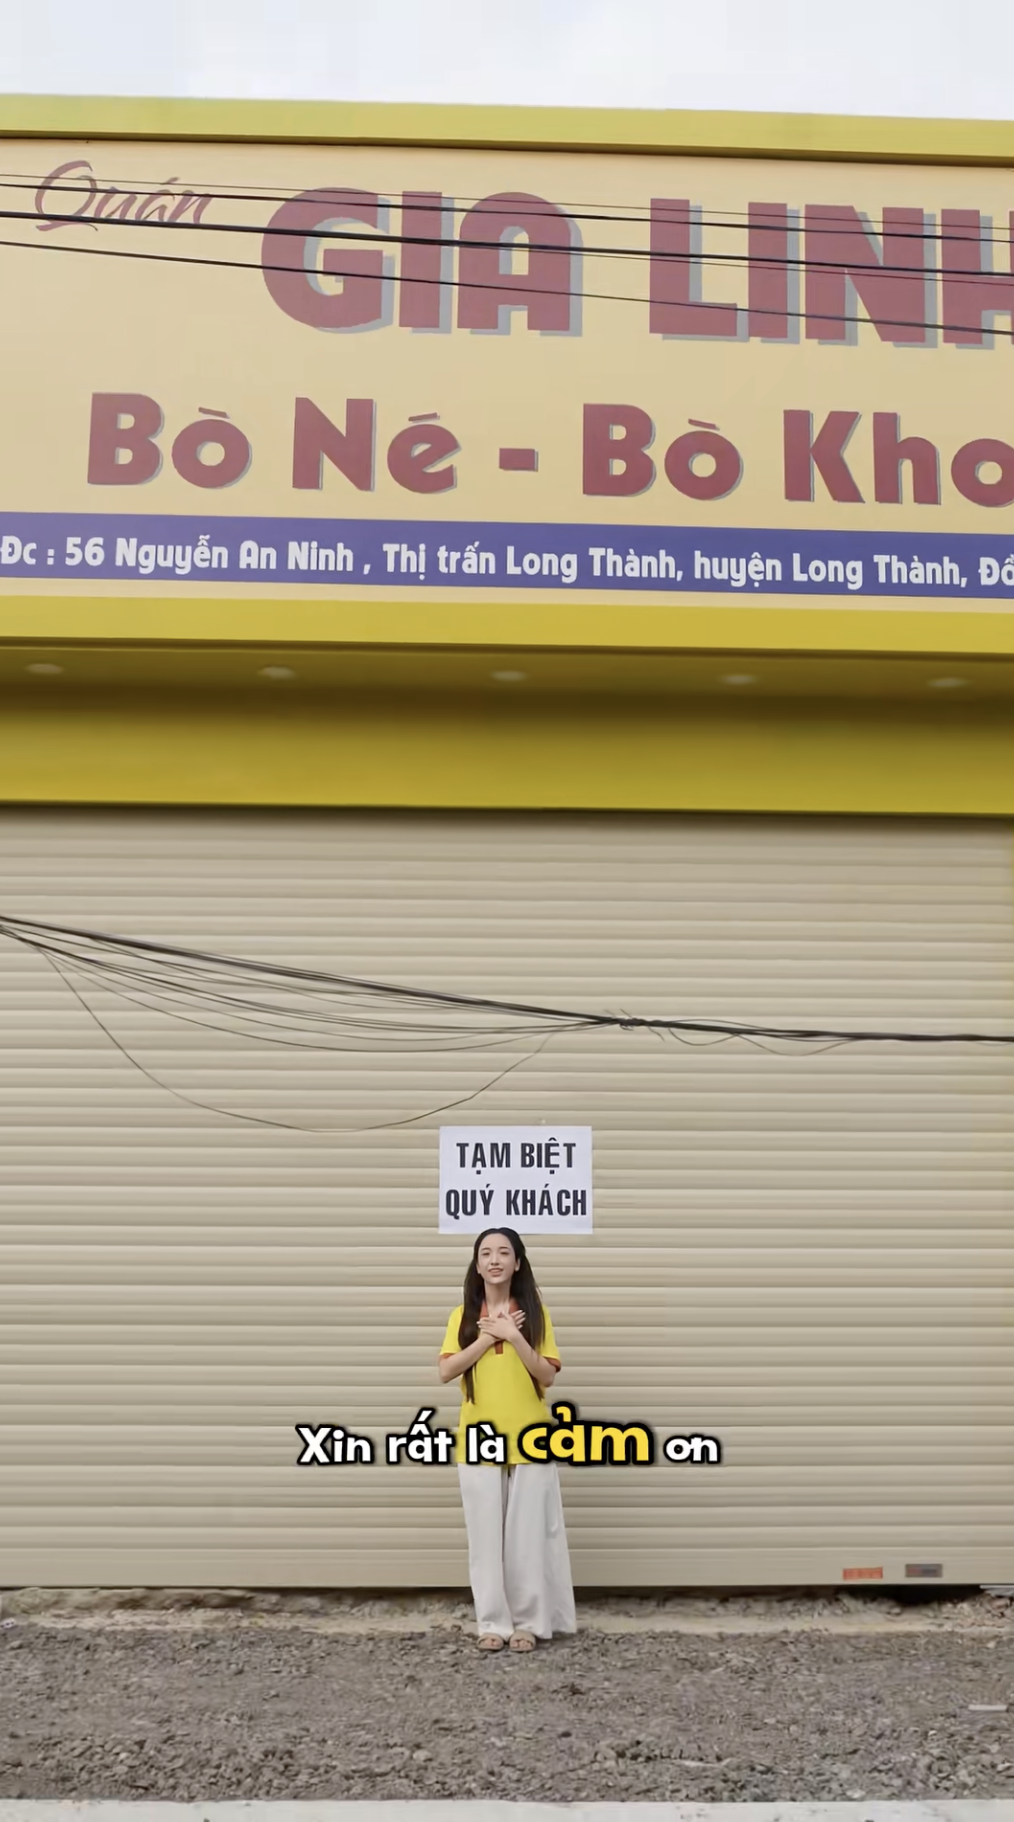 Quán
GIA LINH
Bò Né - Bò Kho
Đc : 56 Nguyễn An Ninh , Thị trấn Long Thành, huyện Long Thành, Đồ
TẠM BIỆT
QUÝ KHÁCH
Xin rất là cảm ơn